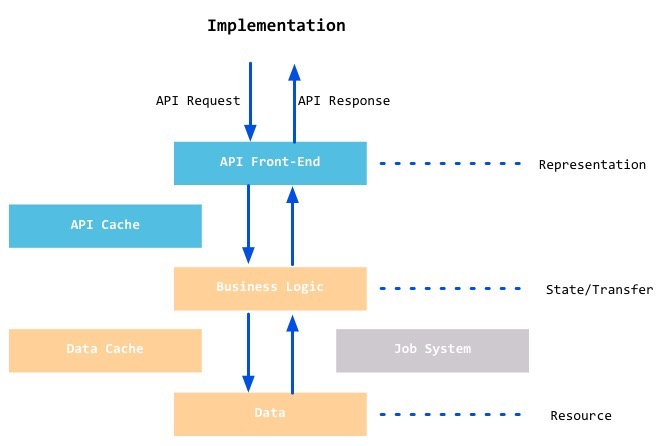 Implementation
API Request
API Response
API Front-End
Representation
API Cache
Business Logic
State/Transfer
Data Cache
Job System
Data
Resource